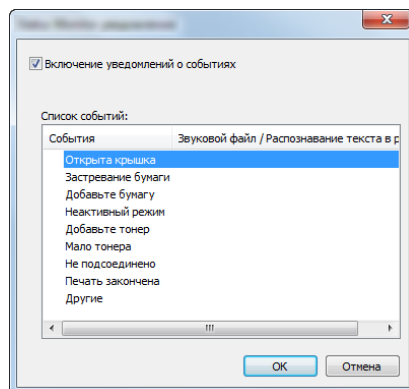 Включение уведомлений о событиях
Список событий:
События Звуковой файл / Распознавание текста в р
Открыта крышка
Застревание бумаги
Добавьте бумагу
Неактивный режим
Добавьте тонер
Мало тонера
Не подсоединено
Печать закончена
Другие
OK Отмена